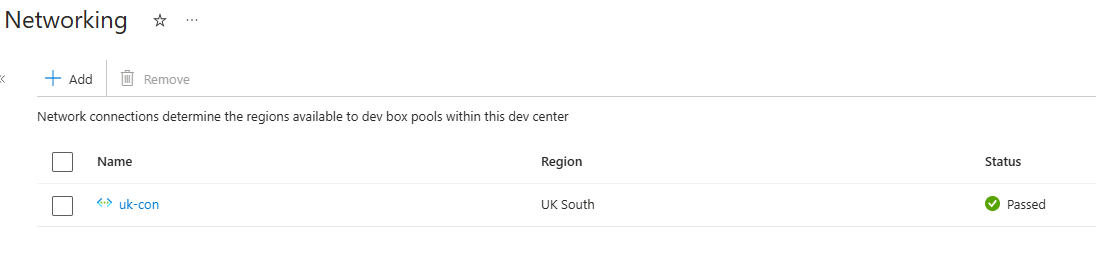 Networking
Add Remove
Network connections determine the regions available to dev box pools within this dev center
Name Region Status
uk-con UK South Passed